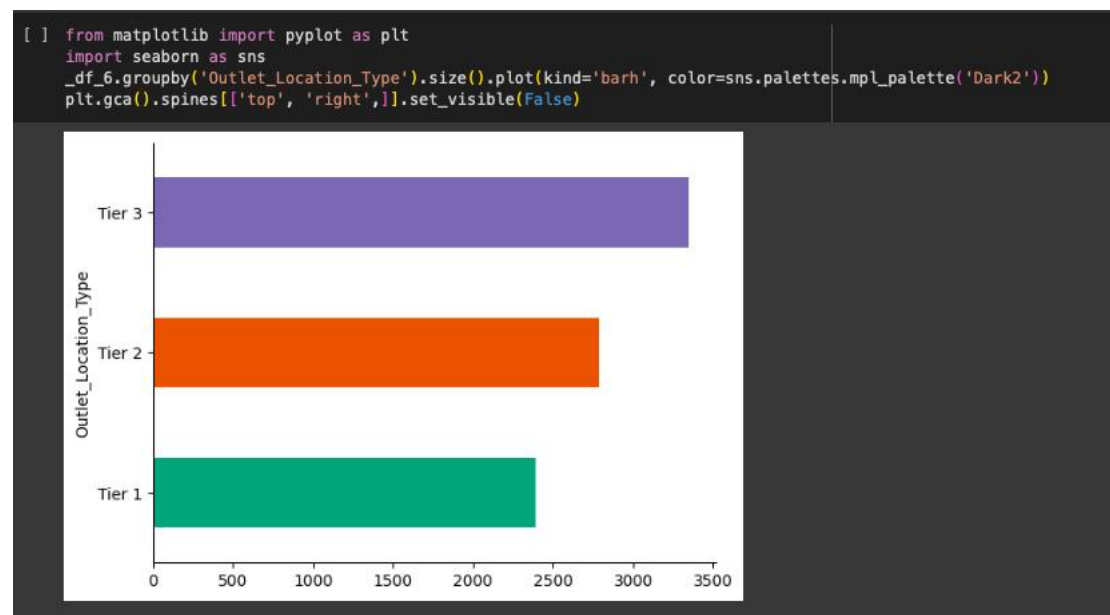 [ ] from matplotlib import pyplot as plt
import seaborn as sns
_df_6.groupby('Outlet_Location_Type').size().plot(kind='barh', color=sns.palettes.mpl_palette('Dark2'))
plt.gca().spines[['top', 'right',]].set_visible(False)
Tier 3
Outlet_Location_Type
Tier 2
Tier 1
0 500 1000 1500 2000 2500 3000 3500